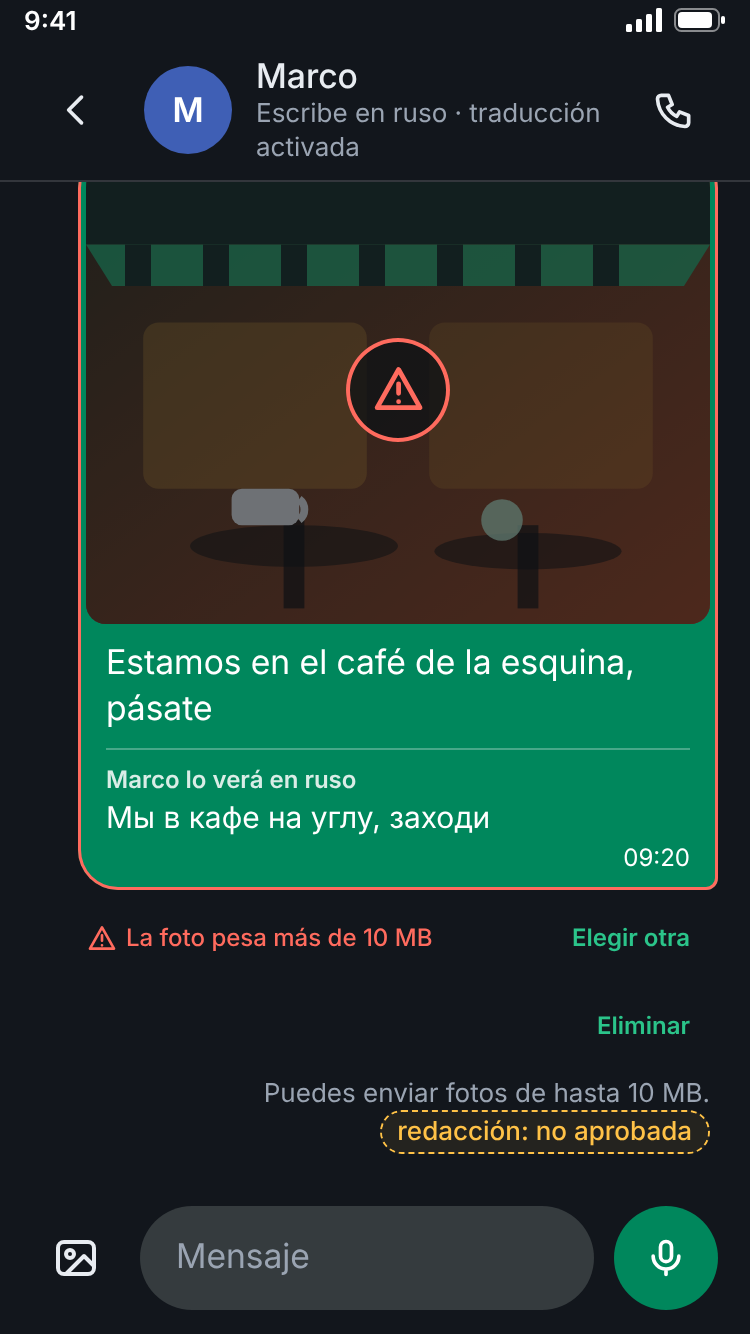 9:41
M
Marco
Escribe en ruso · traducción
activada
Estamos en el café de la esquina,
pásate
Marco lo verá en ruso
Мы в кафе на углу, заходи
09:20
La foto pesa más de 10 MB
Elegir otra
Eliminar
Puedes enviar fotos de hasta 10 MB.
redacción: no aprobada
Mensaje